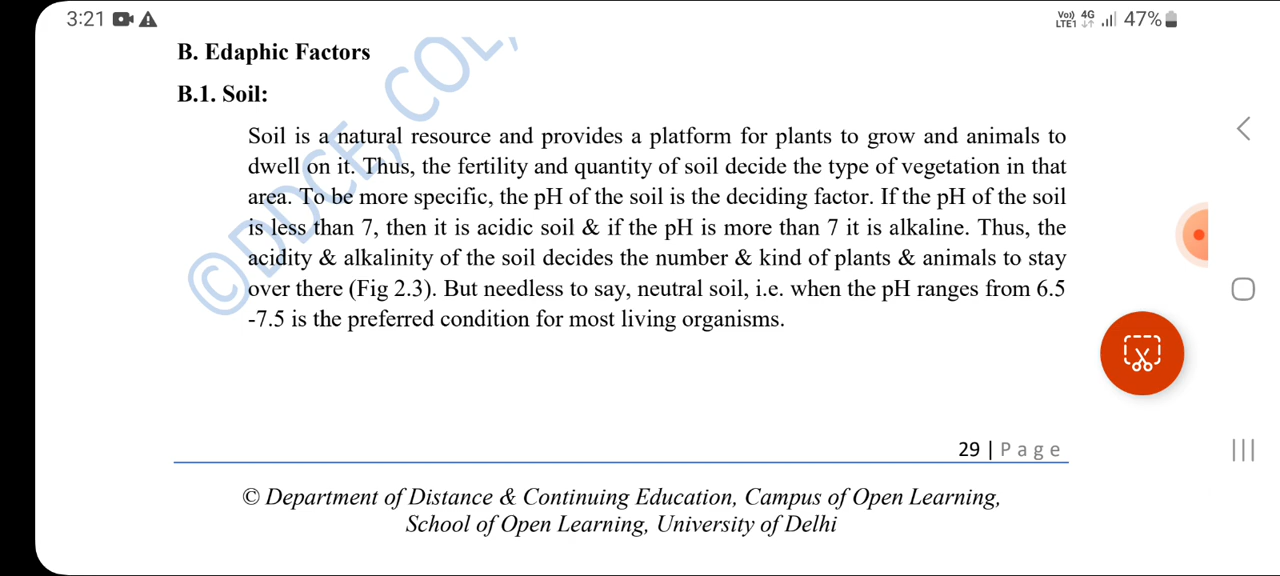 3:21
Vo)) 4G
LTE1 ↓↑ 47%
B. Edaphic Factors
B.1. Soil:
Soil is a natural resource and provides a platform for plants to grow and animals to
dwell on it. Thus, the fertility and quantity of soil decide the type of vegetation in that
area. To be more specific, the pH of the soil is the deciding factor. If the pH of the soil
is less than 7, then it is acidic soil & if the pH is more than 7 it is alkaline. Thus, the
acidity & alkalinity of the soil decides the number & kind of plants & animals to stay
over there (Fig 2.3). But needless to say, neutral soil, i.e. when the pH ranges from 6.5
-7.5 is the preferred condition for most living organisms.
©DDCE, COL,
29 | Page
© Department of Distance & Continuing Education, Campus of Open Learning,
School of Open Learning, University of Delhi